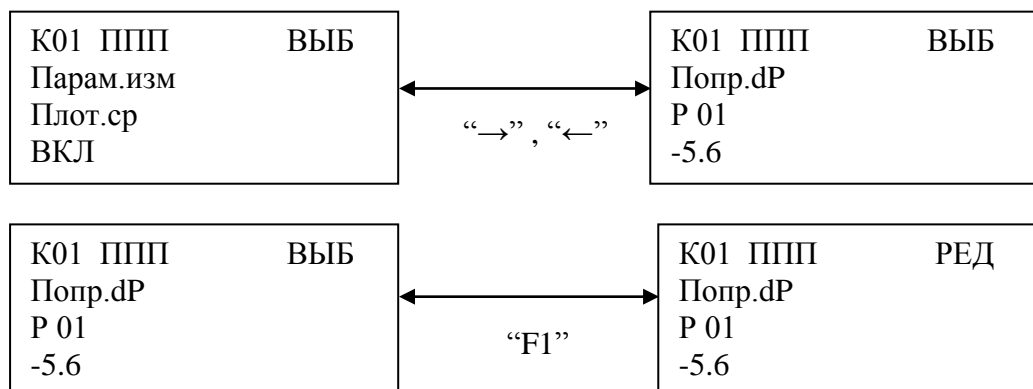 К01 ППП ВЫБ
Парам.изм
Плот.ср
ВКЛ
“→” , “←”
К01 ППП ВЫБ
Попр.dP
Р 01
-5.6
К01 ППП ВЫБ
Попр.dP
Р 01
-5.6
“F1”
К01 ППП РЕД
Попр.dP
Р 01
-5.6